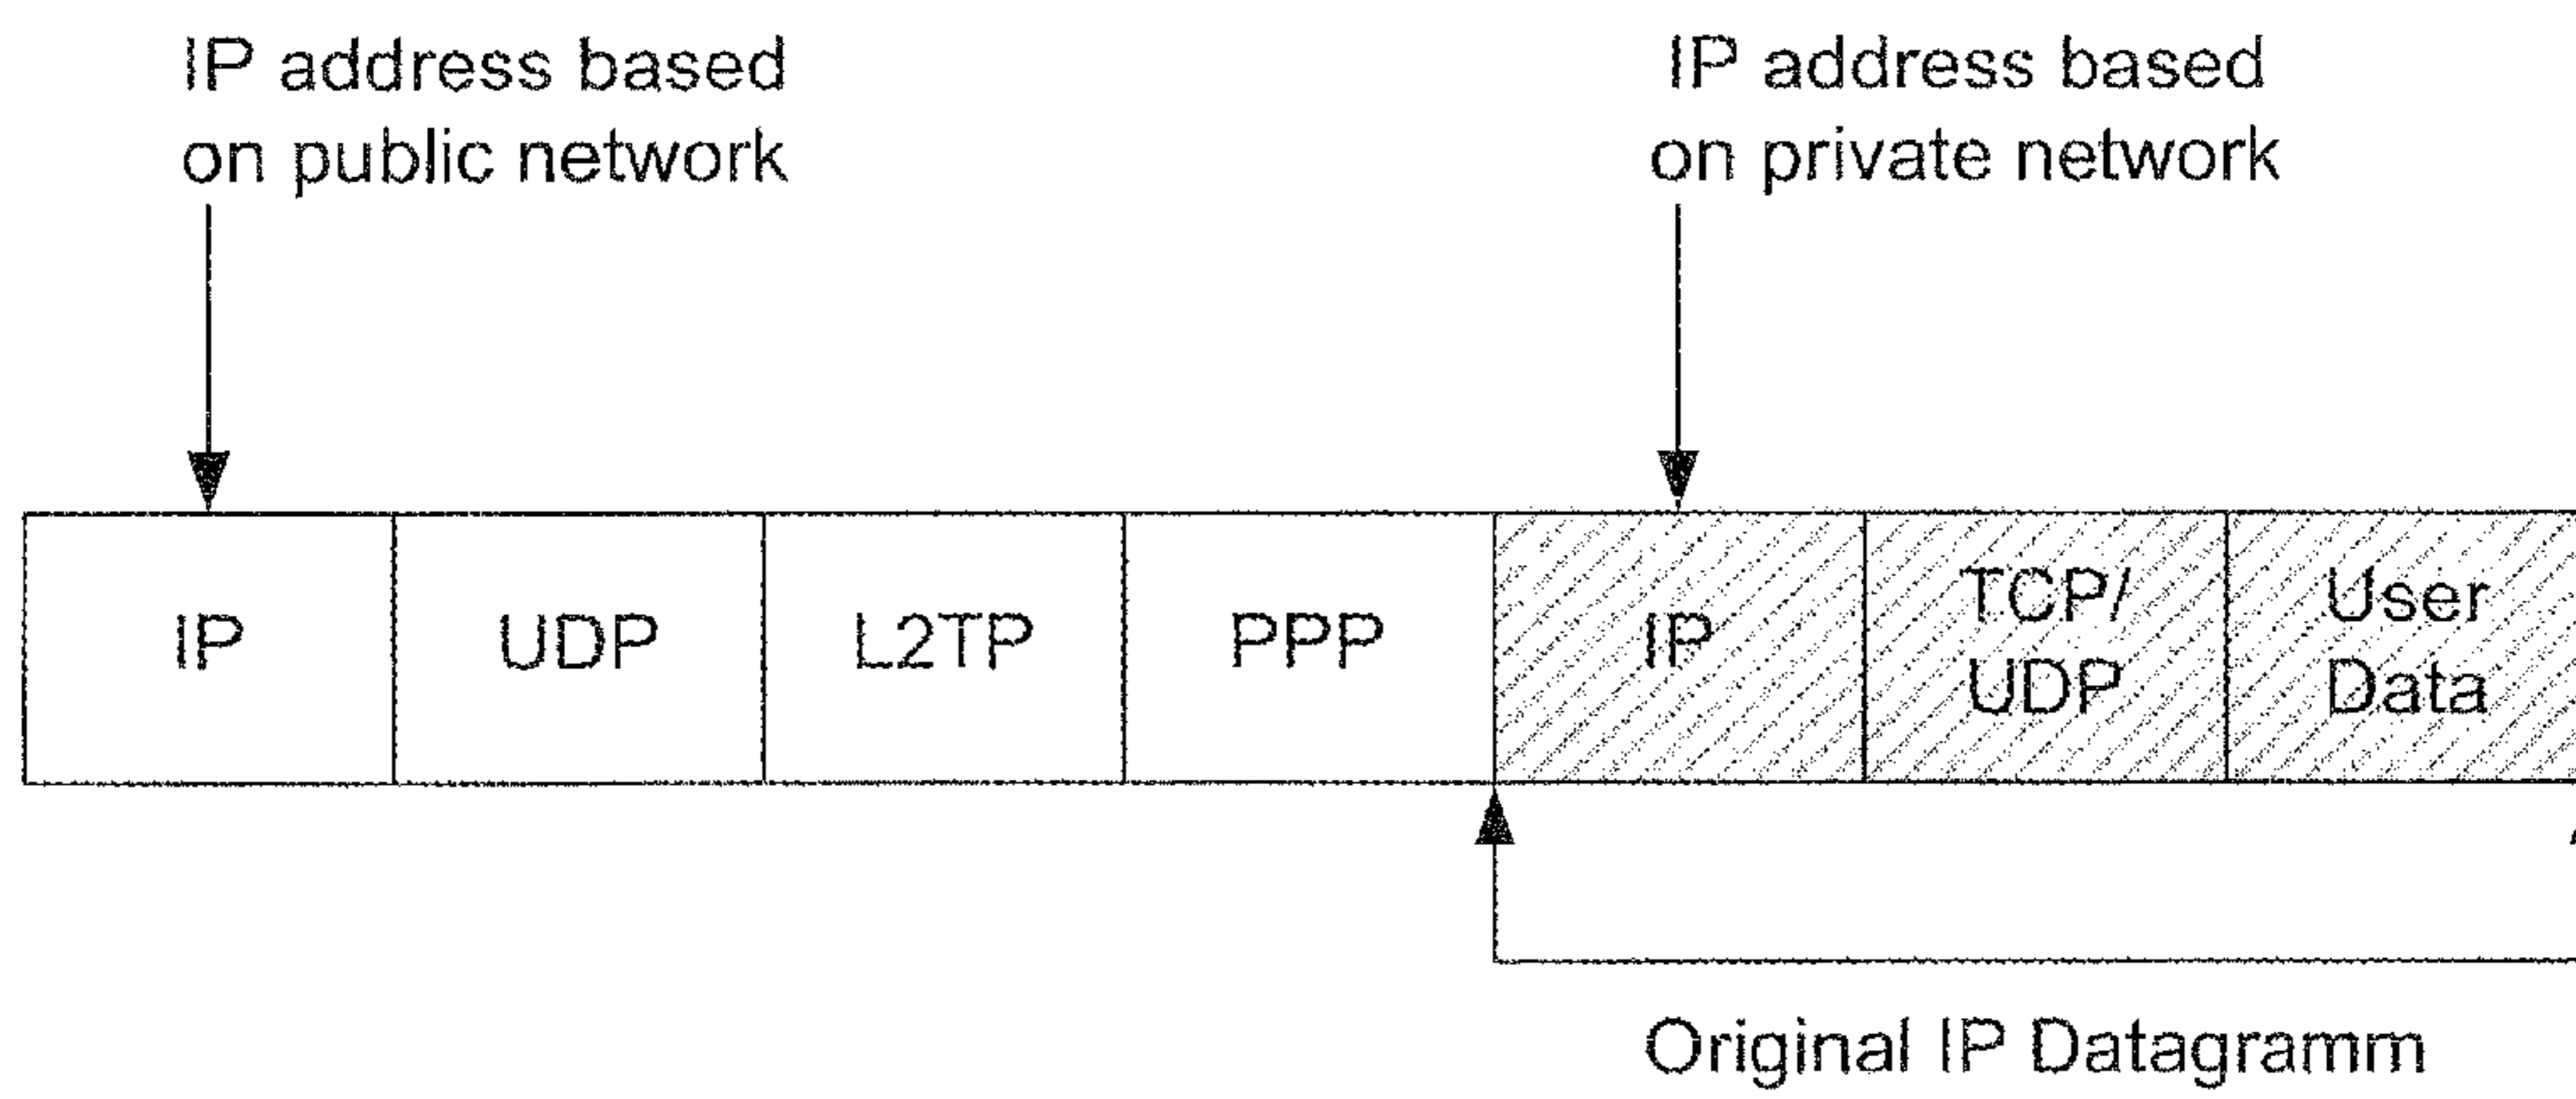 IP address based
on public network
IP address based
on private network
IP
UDP
L2TP
PPP
IP
TCP/
UDP
User
Data
Original IP Datagramm